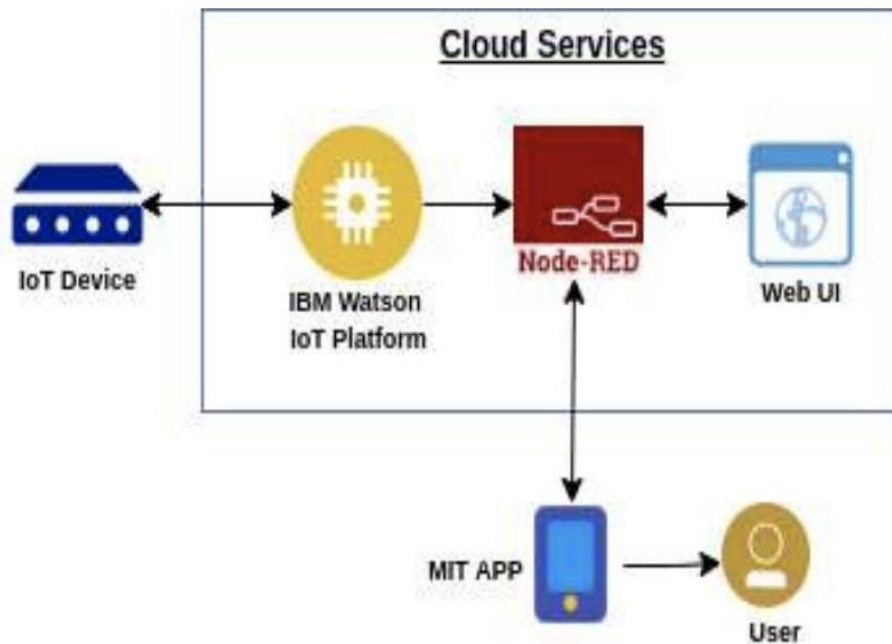 Cloud Services
IoT Device
IBM Watson
IoT Platform
Node-RED
Web UI
MIT APP
User